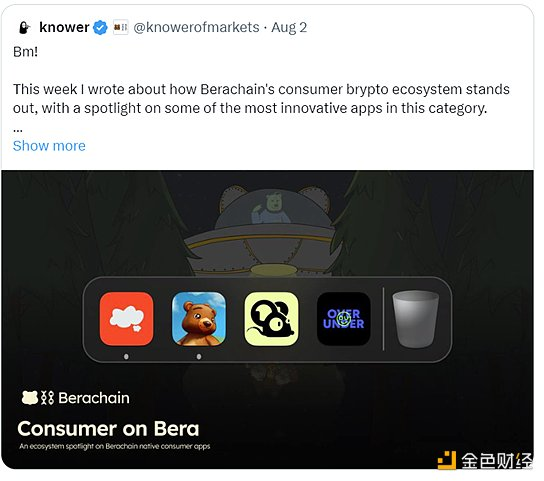 knower @knowerofmarkets · Aug 2
Bm!
This week I wrote about how Berachain's consumer brypto ecosystem stands
out, with a spotlight on some of the most innovative apps in this category.
...
Show more
OVER
UNDER
Berachain
Consumer on Bera
An ecosystem spotlight on Berachain native consumer apps
金色财经